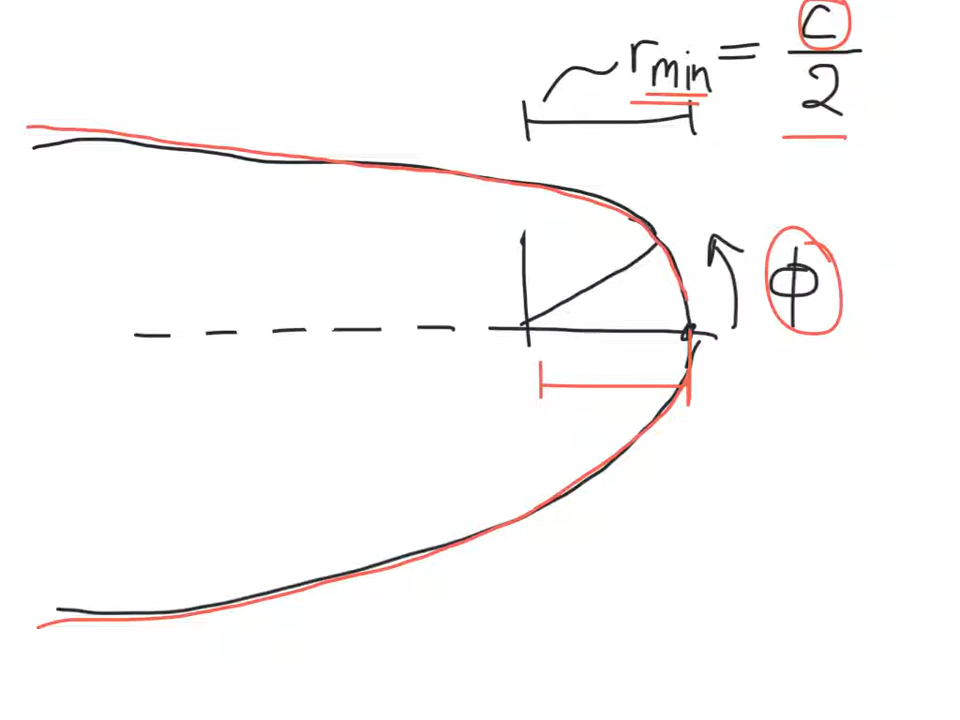 r_min = c/2
ϕ